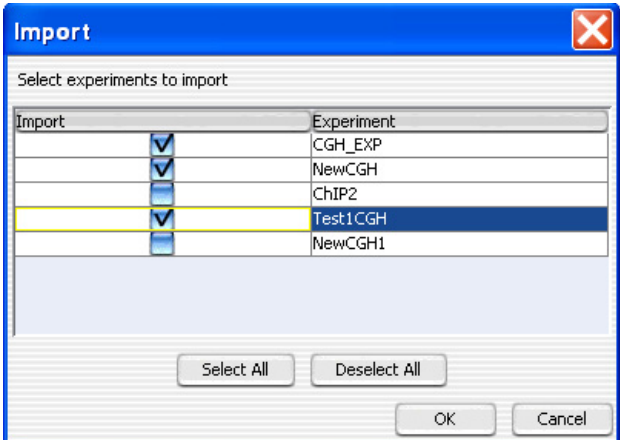 Import
Select experiments to import
Import Experiment
CGH_EXP
NewCGH
ChIP2
Test1CGH
NewCGH1
Select All Deselect All
OK Cancel